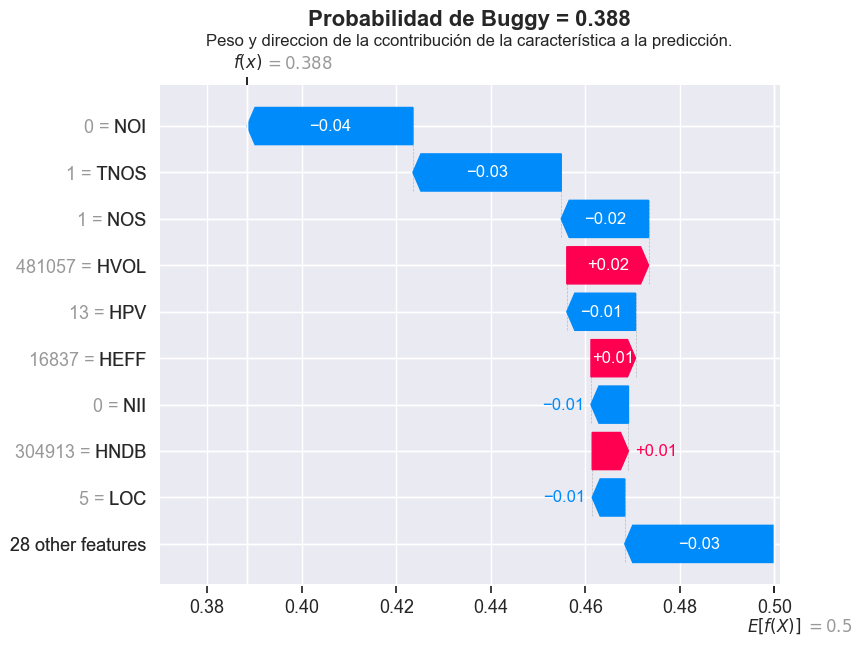 Probabilidad de Buggy = 0.388
Peso y direccion de la ccontribución de la característica a la predicción.
f(x) = 0.388
0 = NOI −0.04
1 = TNOS −0.03
1 = NOS −0.02
481057 = HVOL +0.02
13 = HPV −0.01
16837 = HEFF +0.01
0 = NII −0.01
304913 = HNDB +0.01
5 = LOC −0.01
28 other features −0.03
0.38 0.40 0.42 0.44 0.46 0.48 0.50
E[f(X)] = 0.5